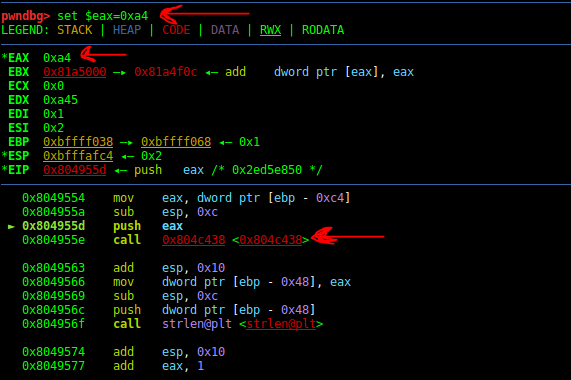 pwndbg> set $eax=0xa4
LEGEND: STACK | HEAP | CODE | DATA | RWX | RODATA
*EAX 0xa4
EBX 0x81a5000 —▸ 0x81a4f0c ◂— add dword ptr [eax], eax
ECX 0x0
EDX 0xa45
EDI 0x1
ESI 0x2
EBP 0xbffff038 —▸ 0xbffff068 ◂— 0x1
*ESP 0xbfffafc4 ◂— 0x2
*EIP 0x804955d ◂— push eax /* 0x2ed5e850 */
0x8049554 mov eax, dword ptr [ebp - 0xc4]
0x804955a sub esp, 0xc
► 0x804955d push eax
0x804955e call 0x804c438 <0x804c438>
0x8049563 add esp, 0x10
0x8049566 mov dword ptr [ebp - 0x48], eax
0x8049569 sub esp, 0xc
0x804956c push dword ptr [ebp - 0x48]
0x804956f call strlen@plt <strlen@plt>
0x8049574 add esp, 0x10
0x8049577 add eax, 1